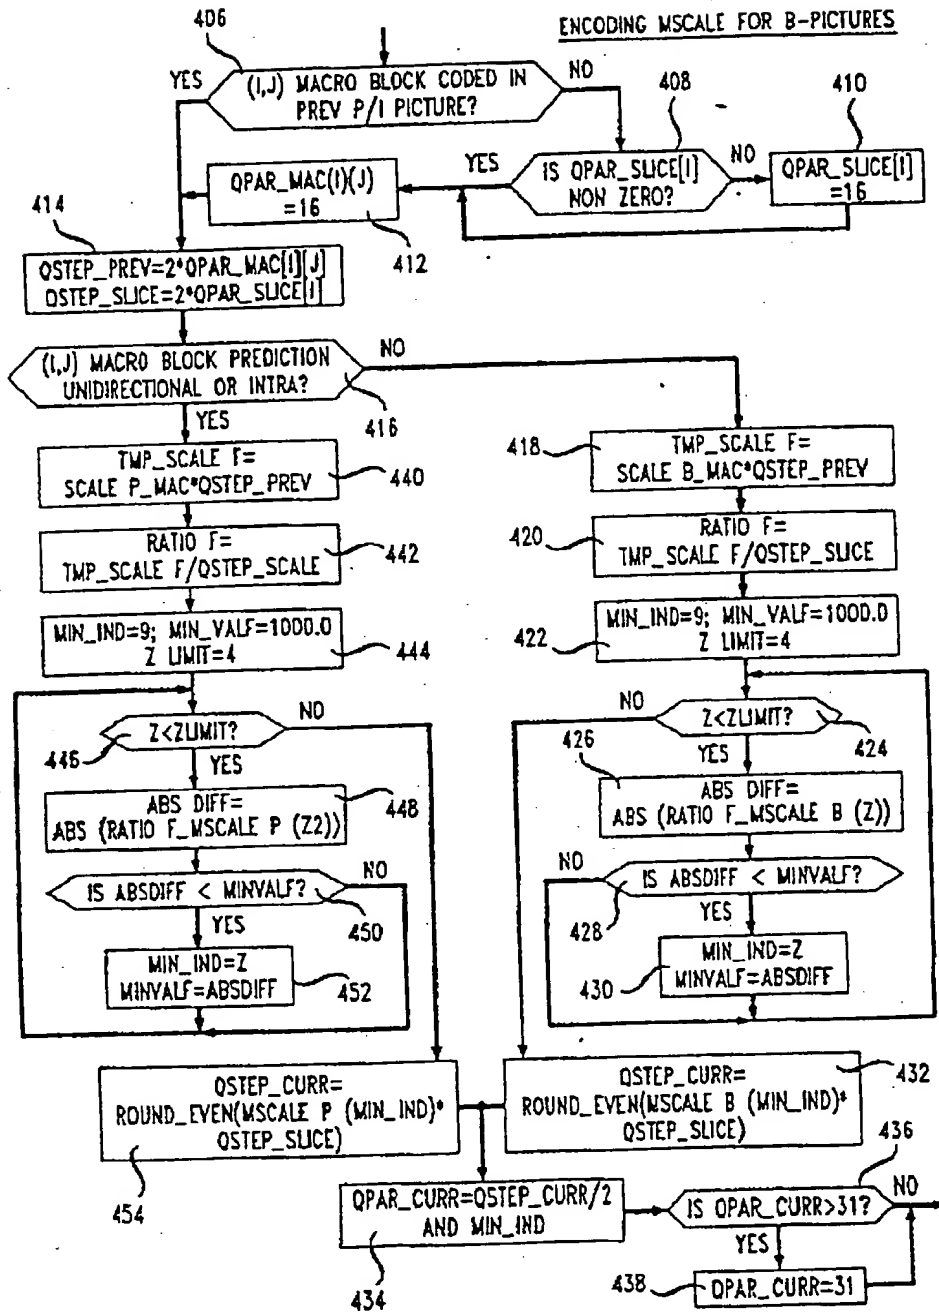 406
ENCODING MSCALE FOR B-PICTURES
YES
(I,J) MACRO BLOCK CODED IN
PREV P/I PICTURE?
NO
408
410
YES
IS QPAR_SLICE[I]
NON ZERO?
NO
QPAR_SLICE[I]
=16
QPAR_MAC(I)(J)
=16
412
414
QSTEP_PREV=2*QPAR_MAC[I][J]
QSTEP_SLICE=2*QPAR_SLICE[I]
(I,J) MACRO BLOCK PREDICTION
UNIDIRECTIONAL OR INTRA?
NO
416
YES
TMP_SCALE F=
SCALE P_MAC*QSTEP_PREV
440
418
TMP_SCALE F=
SCALE B_MAC*QSTEP_PREV
RATIO F=
TMP_SCALE F/QSTEP_SCALE
442
420
RATIO F=
TMP_SCALE F/QSTEP_SLICE
MIN_IND=9; MIN_VALF=1000.0
Z LIMIT=4
444
MIN_IND=9; MIN_VALF=1000.0
Z LIMIT=4
422
Z<ZLIMIT?
NO
446
YES
NO
Z<ZLIMIT?
424
YES
426
ABS DIFF=
ABS (RATIO F_MSCALE P (Z2))
448
ABS DIFF=
ABS (RATIO F_MSCALE B (Z))
IS ABSDIFF < MINVALF?
NO
450
YES
NO
IS ABSDIFF < MINVALF?
428
YES
MIN_IND=Z
MINVALF=ABSDIFF
452
MIN_IND=Z
MINVALF=ABSDIFF
430
QSTEP_CURR=
ROUND_EVEN(MSCALE P (MIN_IND)*
QSTEP_SLICE)
454
QSTEP_CURR=
ROUND_EVEN(MSCALE B (MIN_IND)*
QSTEP_SLICE)
432
436
QPAR_CURR=QSTEP_CURR/2
AND MIN_IND
434
IS QPAR_CURR>31?
NO
YES
438
QPAR_CURR=31